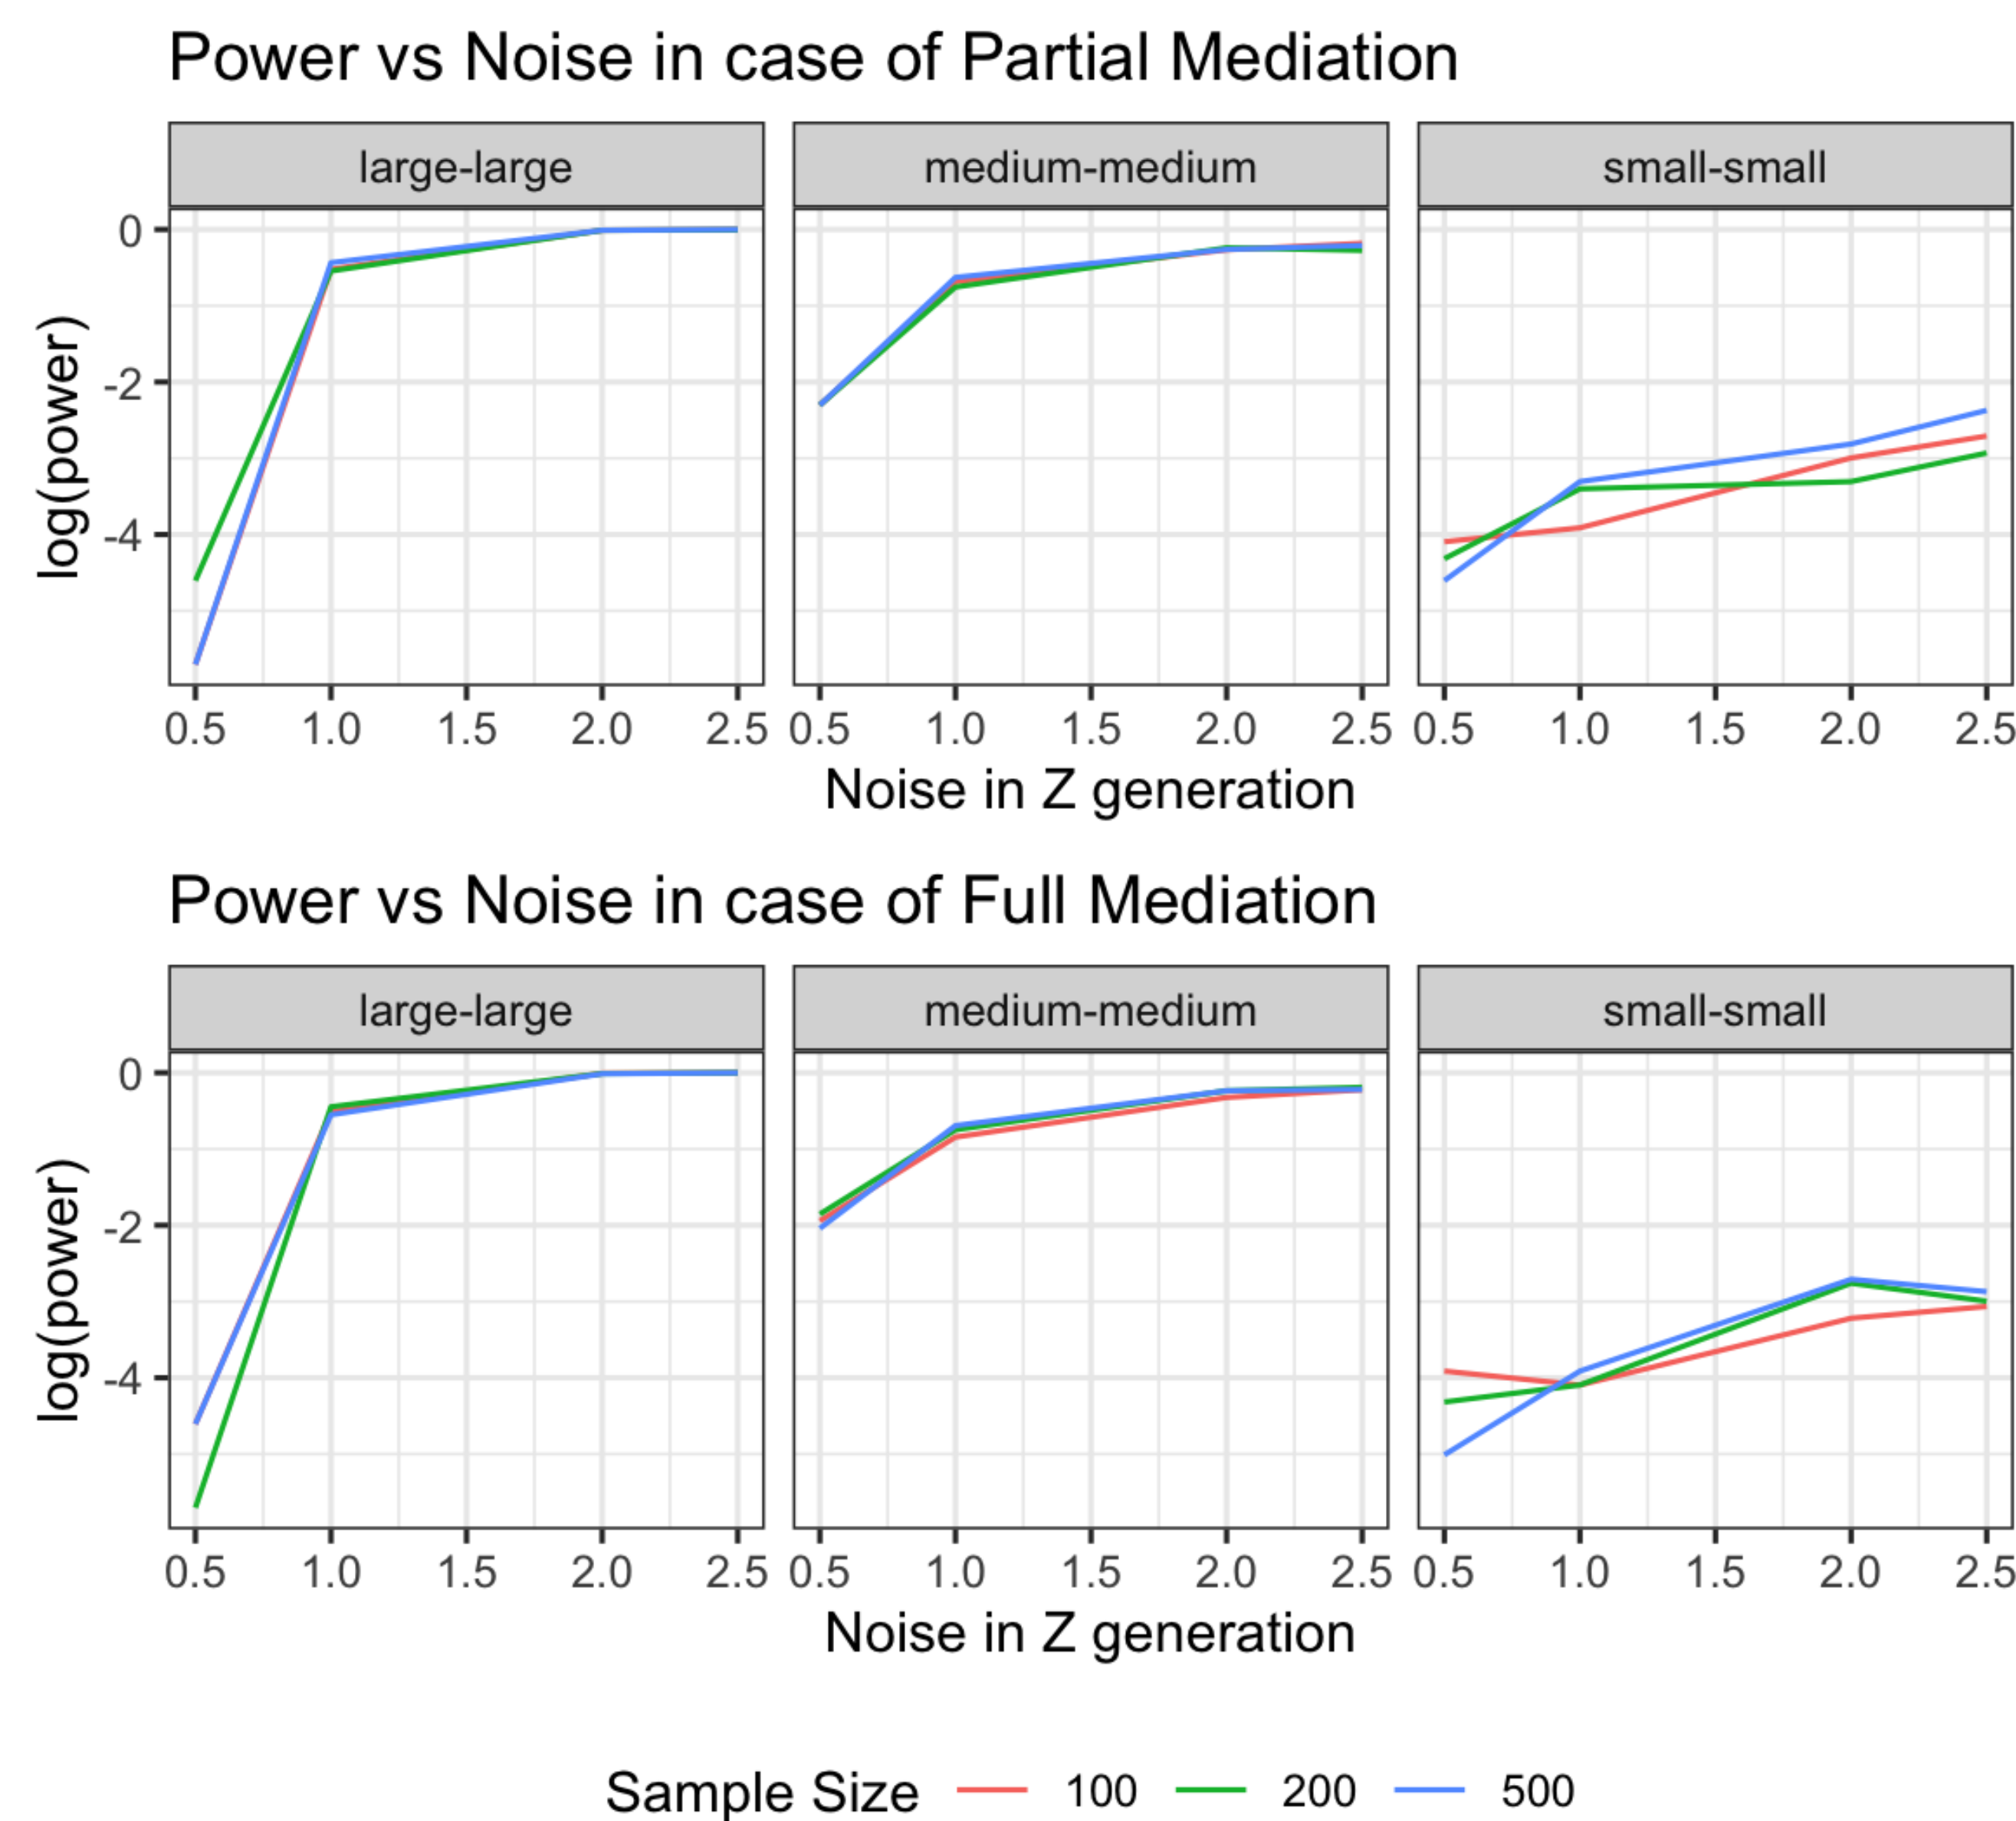 Power vs Noise in case of Partial Mediation
large-large medium-medium small-small
0
-2
-4
log(power)
0.5 1.0 1.5 2.0 2.5 0.5 1.0 1.5 2.0 2.5 0.5 1.0 1.5 2.0 2.5
Noise in Z generation
Power vs Noise in case of Full Mediation
large-large medium-medium small-small
0
-2
-4
log(power)
0.5 1.0 1.5 2.0 2.5 0.5 1.0 1.5 2.0 2.5 0.5 1.0 1.5 2.0 2.5
Noise in Z generation
Sample Size 100 200 500